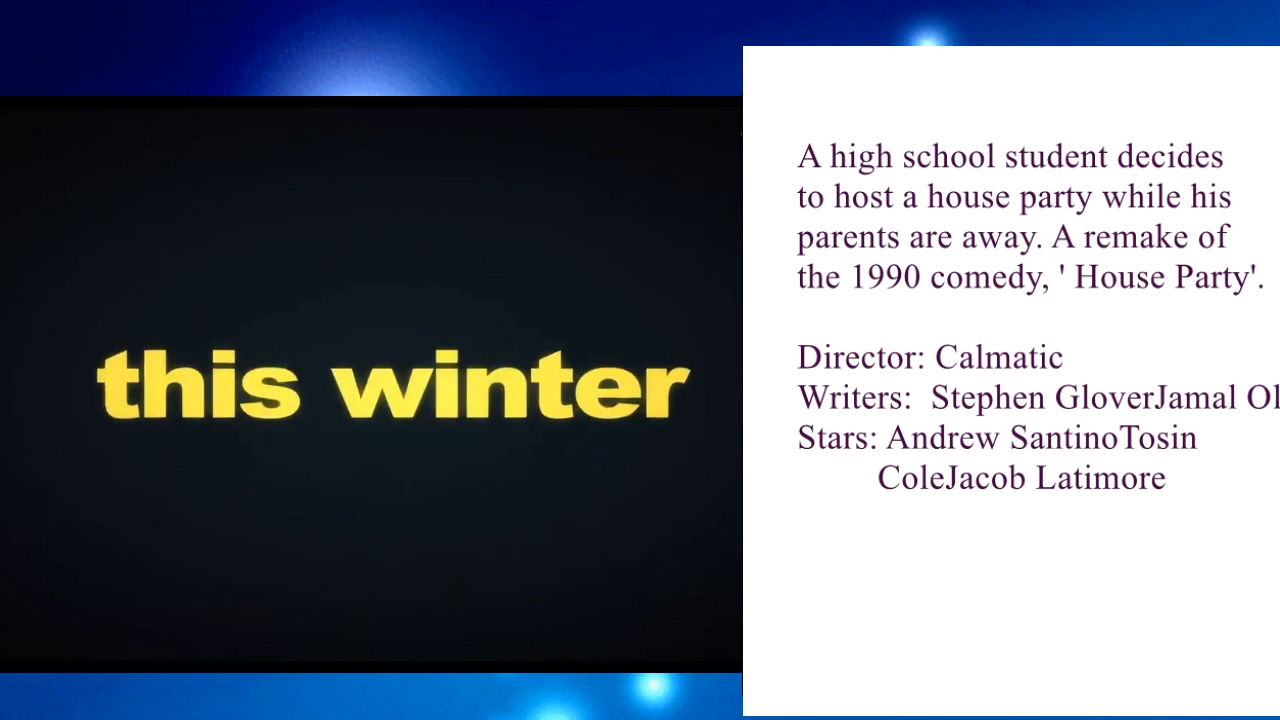 this winter
A high school student decides
to host a house party while his
parents are away. A remake of
the 1990 comedy, ' House Party'.
Director: Calmatic
Writers:  Stephen GloverJamal Ol
Stars: Andrew SantinoTosin
ColeJacob Latimore